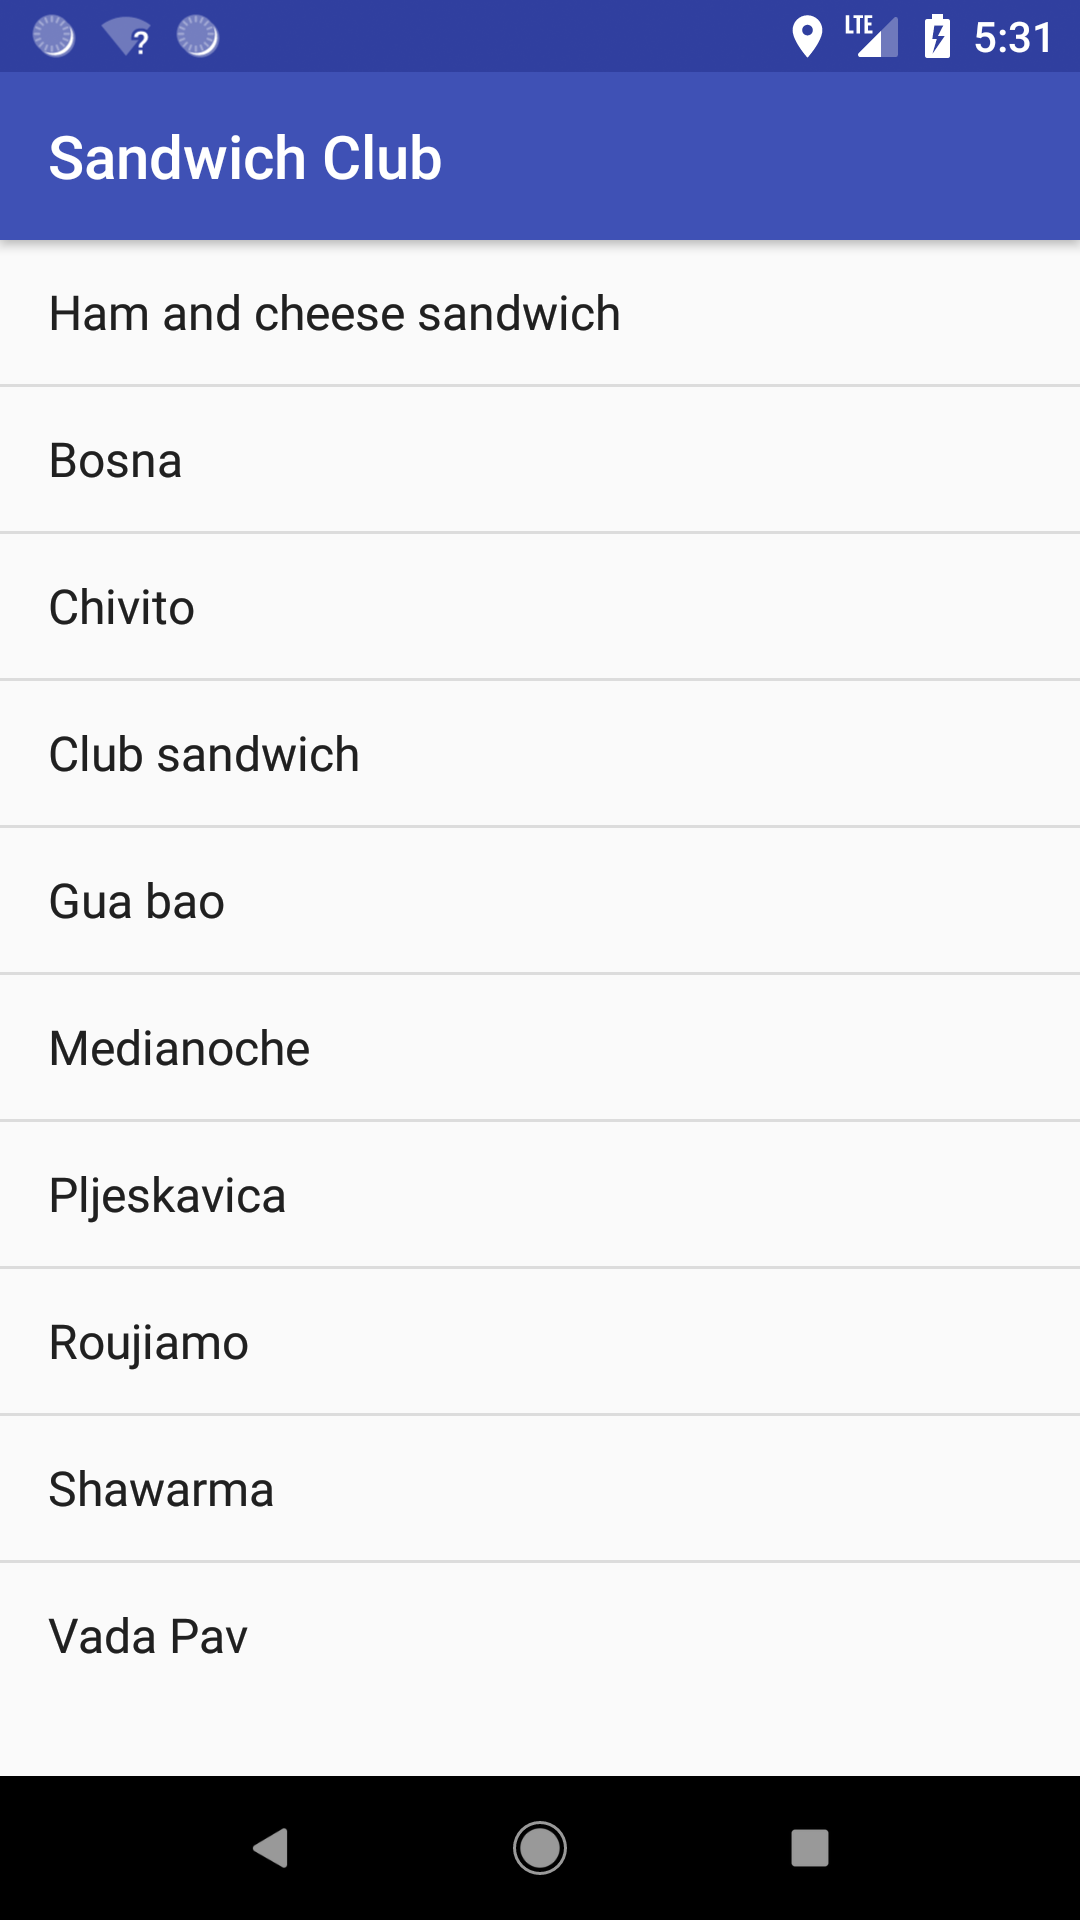 LTE 5:31
Sandwich Club
Ham and cheese sandwich
Bosna
Chivito
Club sandwich
Gua bao
Medianoche
Pljeskavica
Roujiamo
Shawarma
Vada Pav